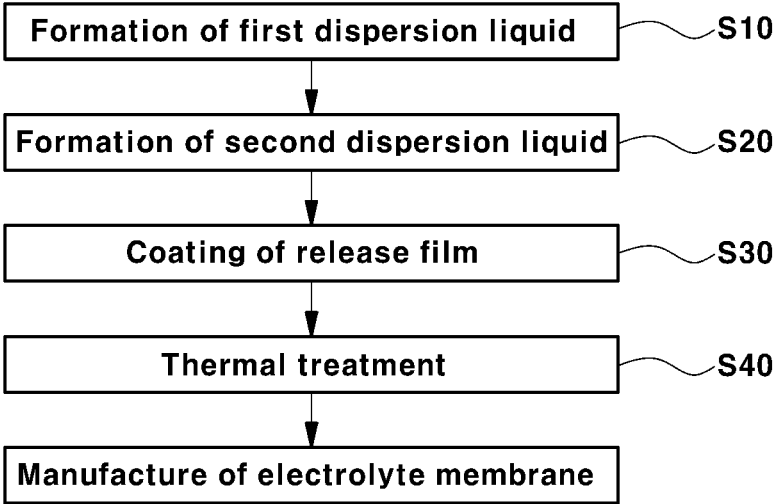 Formation of first dispersion liquid S10
Formation of second dispersion liquid S20
Coating of release film S30
Thermal treatment S40
Manufacture of electrolyte membrane